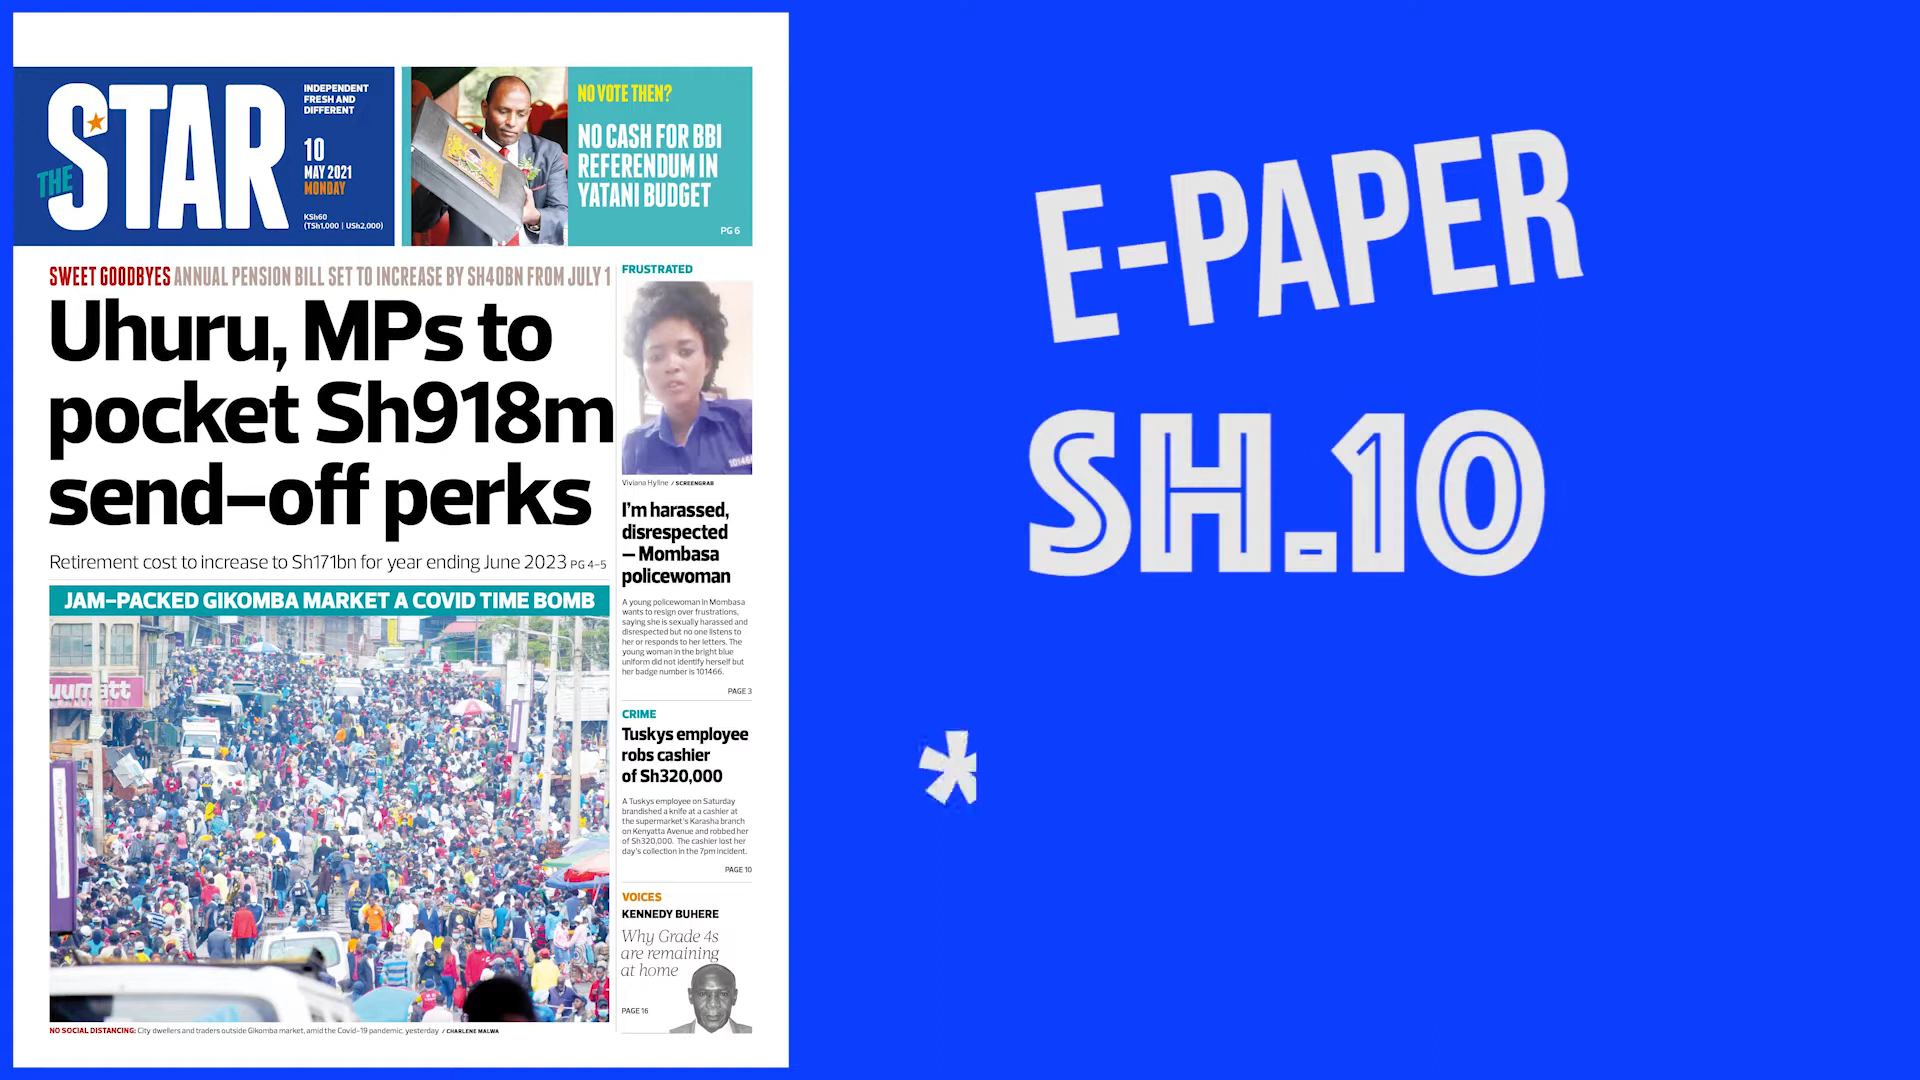 THE STAR
INDEPENDENT
FRESH AND
DIFFERENT
10
MAY 2021
MONDAY
KSh60
(TSh1,000 | USh2,000)
NO VOTE THEN?
NO CASH FOR BBI
REFERENDUM IN
YATANI BUDGET
PG 6
SWEET GOODBYES ANNUAL PENSION BILL SET TO INCREASE BY SH40BN FROM JULY 1
Uhuru, MPs to
pocket Sh918m
send-off perks
Retirement cost to increase to Sh171bn for year ending June 2023 PG 4-5
JAM-PACKED GIKOMBA MARKET A COVID TIME BOMB
uumatt
NO SOCIAL DISTANCING: City dwellers and traders outside Gikomba market, amid the Covid-19 pandemic, yesterday / CHARLENE MALWA
FRUSTRATED
Viviana Hyline / SCREENGRAB
I'm harassed,
disrespected
— Mombasa
policewoman
A young policewoman in Mombasa
wants to resign over frustrations,
saying she is sexually harassed and
disrespected but no one listens to
her or responds to her letters. The
young woman in the bright blue
uniform did not identify herself but
her badge number is 101466.
PAGE 3
CRIME
Tuskys employee
robs cashier
of Sh320,000
A Tuskys employee on Saturday
brandished a knife at a cashier at
the supermarket's Karasha branch
on Kenyatta Avenue and robbed her
of Sh320,000. The cashier lost her
day's collection in the 7pm incident.
PAGE 10
VOICES
KENNEDY BUHERE
Why Grade 4s
are remaining
at home
PAGE 16
E-PAPER
SH.10
*